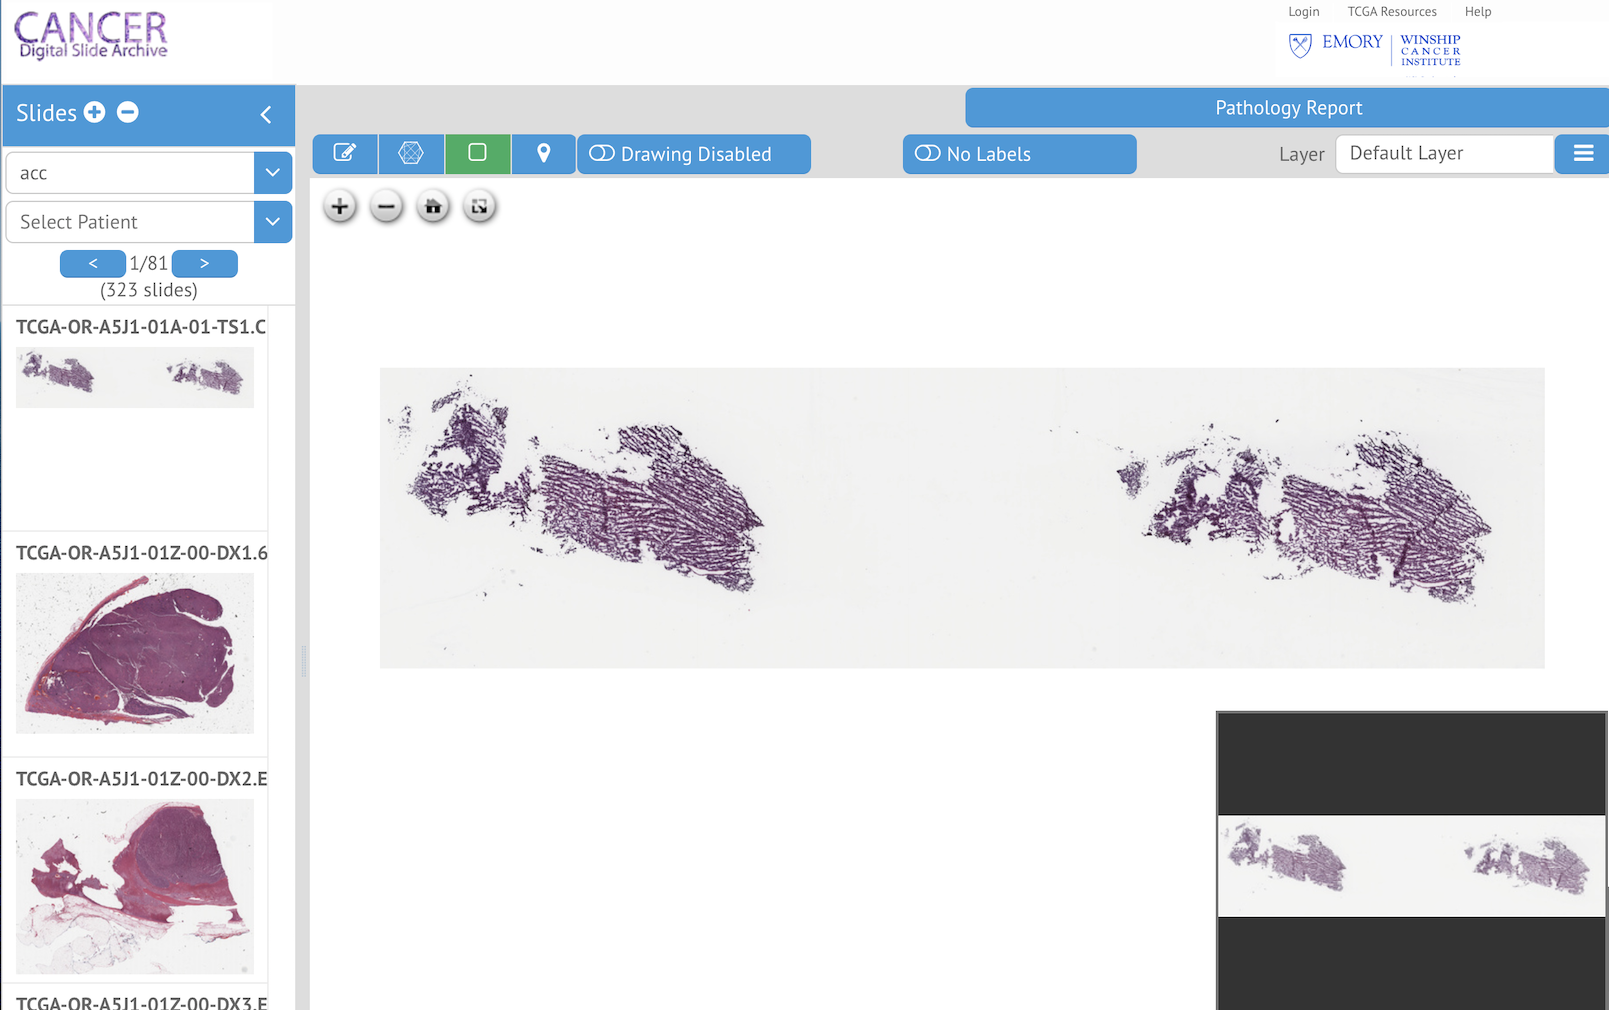 CANCER
Digital Slide Archive
Login TCGA Resources Help
EMORY
WINSHIP
CANCER
INSTITUTE
Slides
Pathology Report
Drawing Disabled
No Labels
Layer
Default Layer
acc
Select Patient
< 1/81 >
(323 slides)
TCGA-OR-A5J1-01A-01-TS1.C
TCGA-OR-A5J1-01Z-00-DX1.6
TCGA-OR-A5J1-01Z-00-DX2.E
TCGA-OR-A5J1-01Z-00-DX3.E